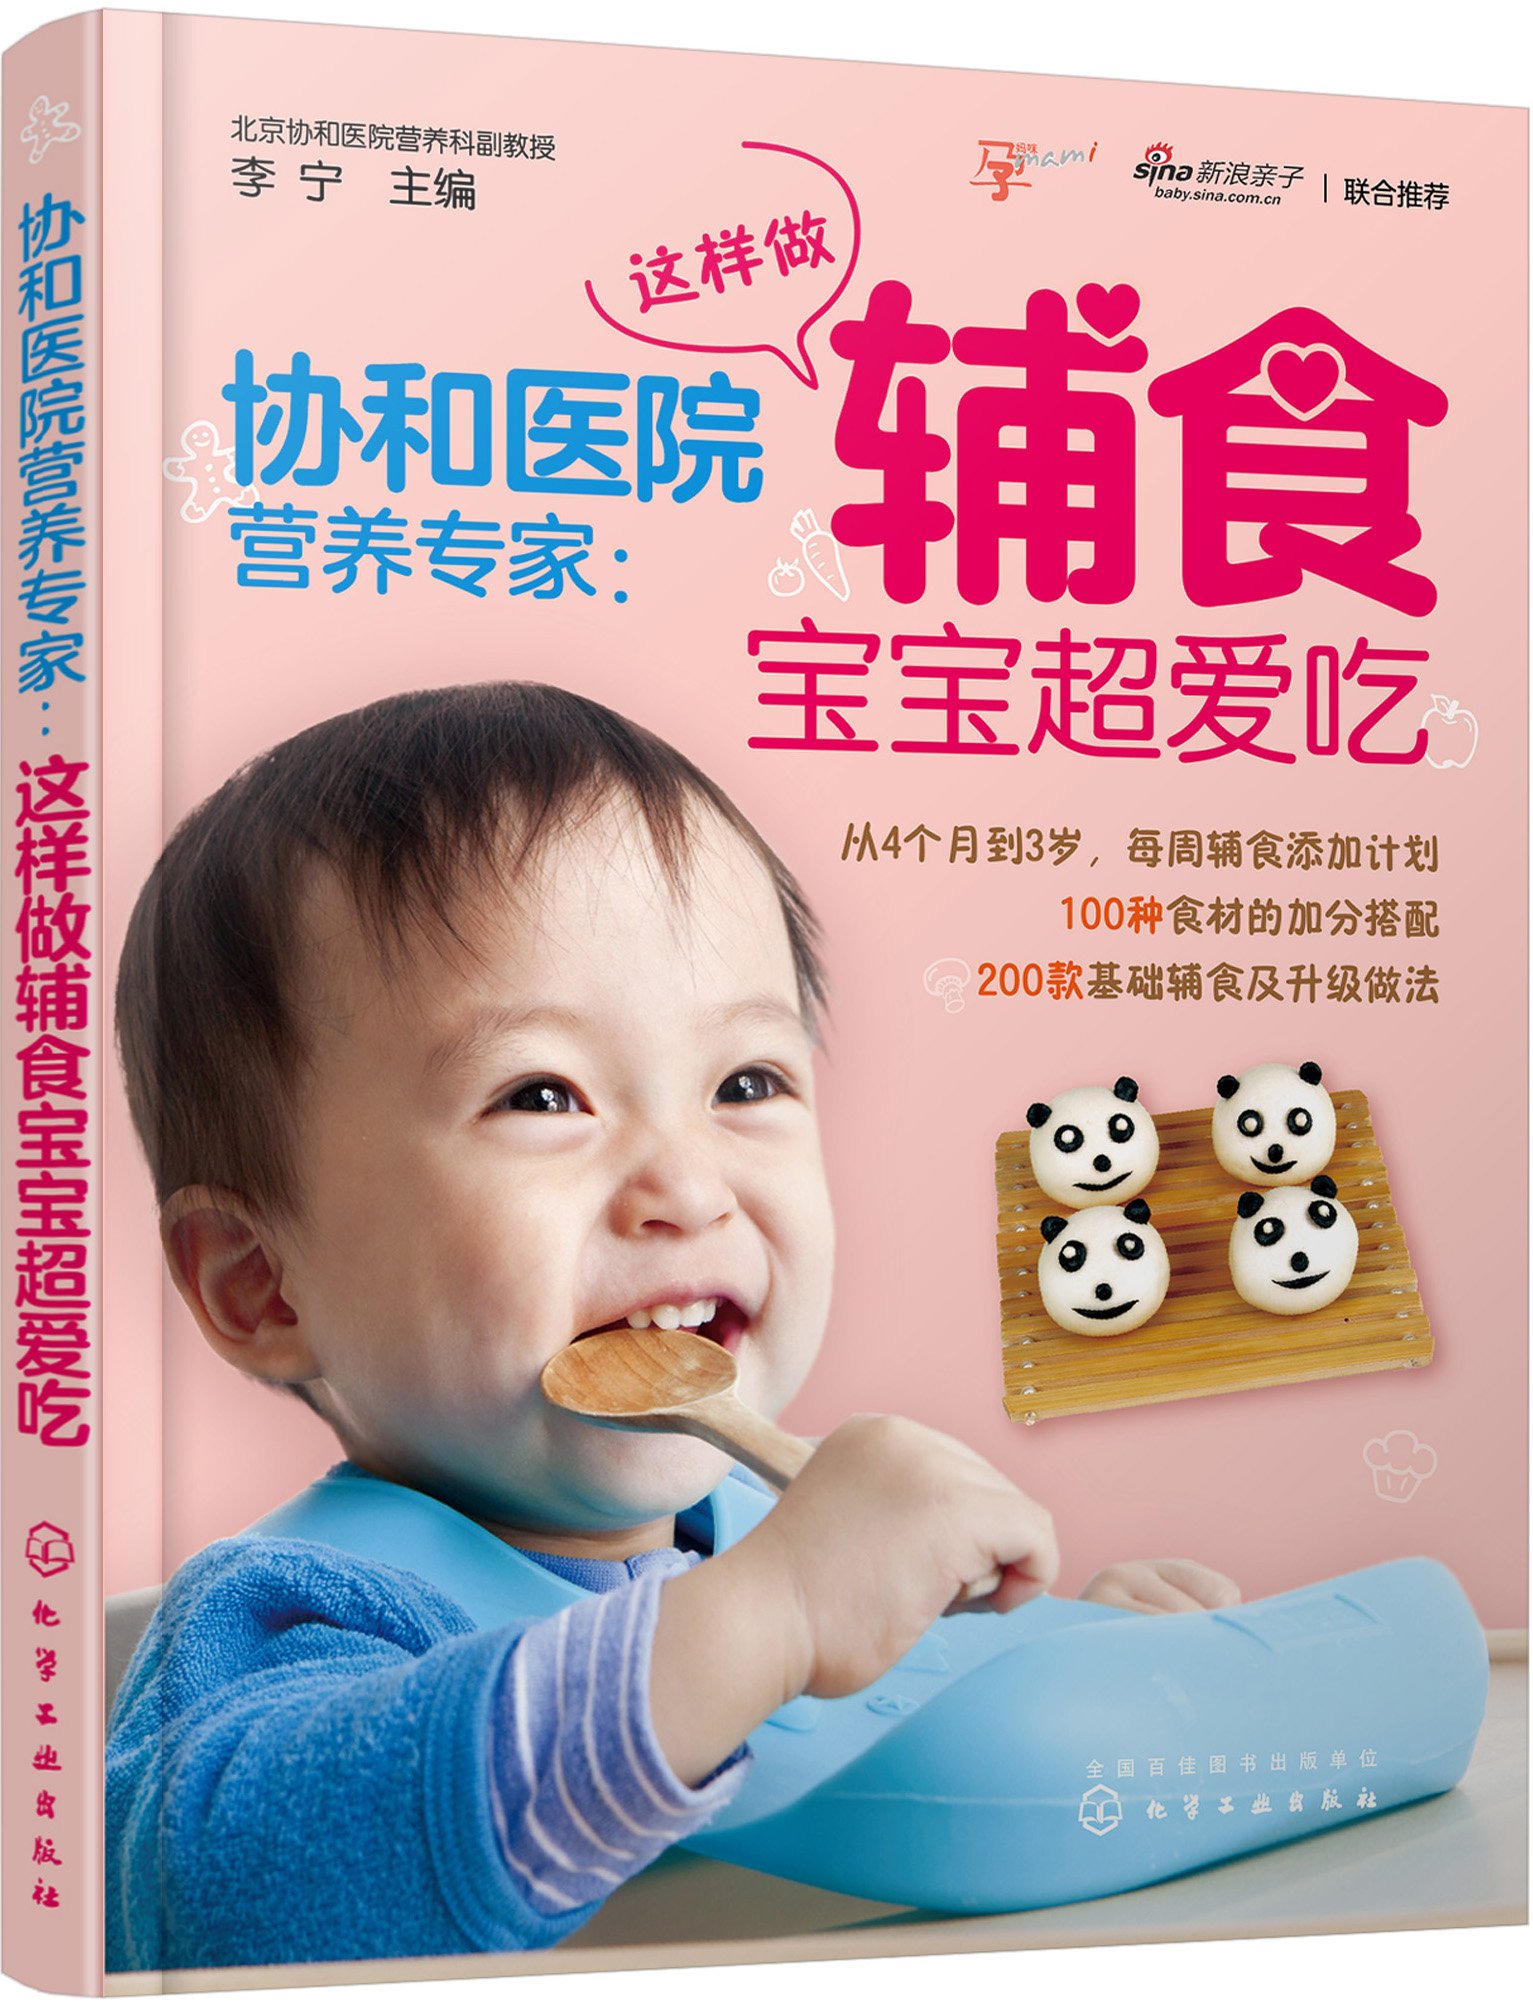 北京协和医院营养科副教授
李 宁 主编
孕妈咪
mami
sina新浪亲子
baby.sina.com.cn
联合推荐
这样做
协和医院
营养专家:
辅食
宝宝超爱吃
从4个月到3岁，每周辅食添加计划
100种食材的加分搭配
200款基础辅食及升级做法
全国百佳图书出版单位
化学工业出版社
协和医院营养专家:这样做辅食宝宝超爱吃
化学工业出版社